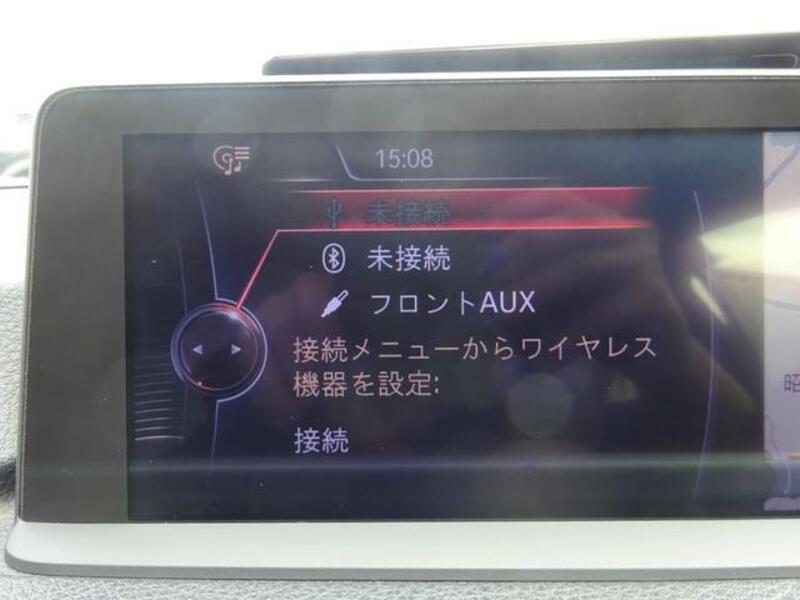 15:08
未接続
未接続
フロントAUX
接続メニューからワイヤレス
機器を設定:
接続
昭